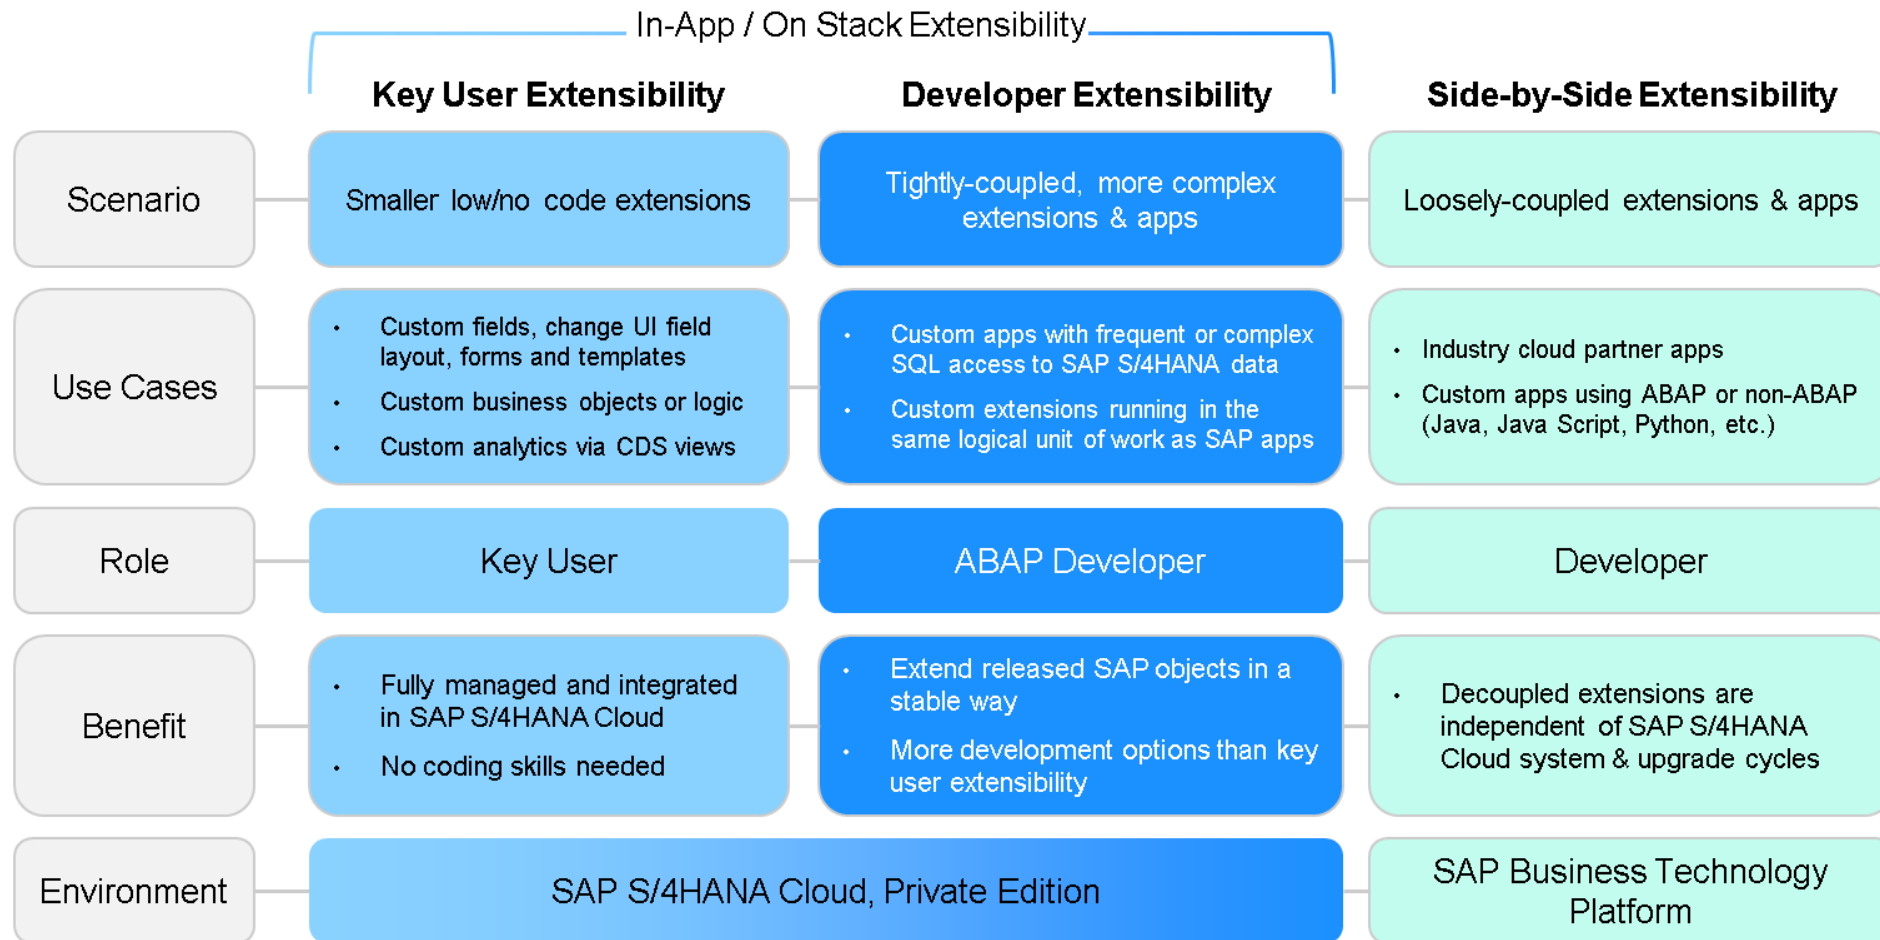 In-App / On Stack Extensibility
Key User Extensibility
Developer Extensibility
Side-by-Side Extensibility
Scenario
Smaller low/no code extensions
Tightly-coupled, more complex
extensions & apps
Loosely-coupled extensions & apps
Use Cases
• Custom fields, change UI field
layout, forms and templates
• Custom business objects or logic
• Custom analytics via CDS views
• Custom apps with frequent or complex
SQL access to SAP S/4HANA data
• Custom extensions running in the
same logical unit of work as SAP apps
• Industry cloud partner apps
• Custom apps using ABAP or non-ABAP
(Java, Java Script, Python, etc.)
Role
Key User
ABAP Developer
Developer
Benefit
• Fully managed and integrated
in SAP S/4HANA Cloud
• No coding skills needed
• Extend released SAP objects in a
stable way
• More development options than key
user extensibility
• Decoupled extensions are
independent of SAP S/4HANA
Cloud system & upgrade cycles
Environment
SAP S/4HANA Cloud, Private Edition
SAP Business Technology
Platform